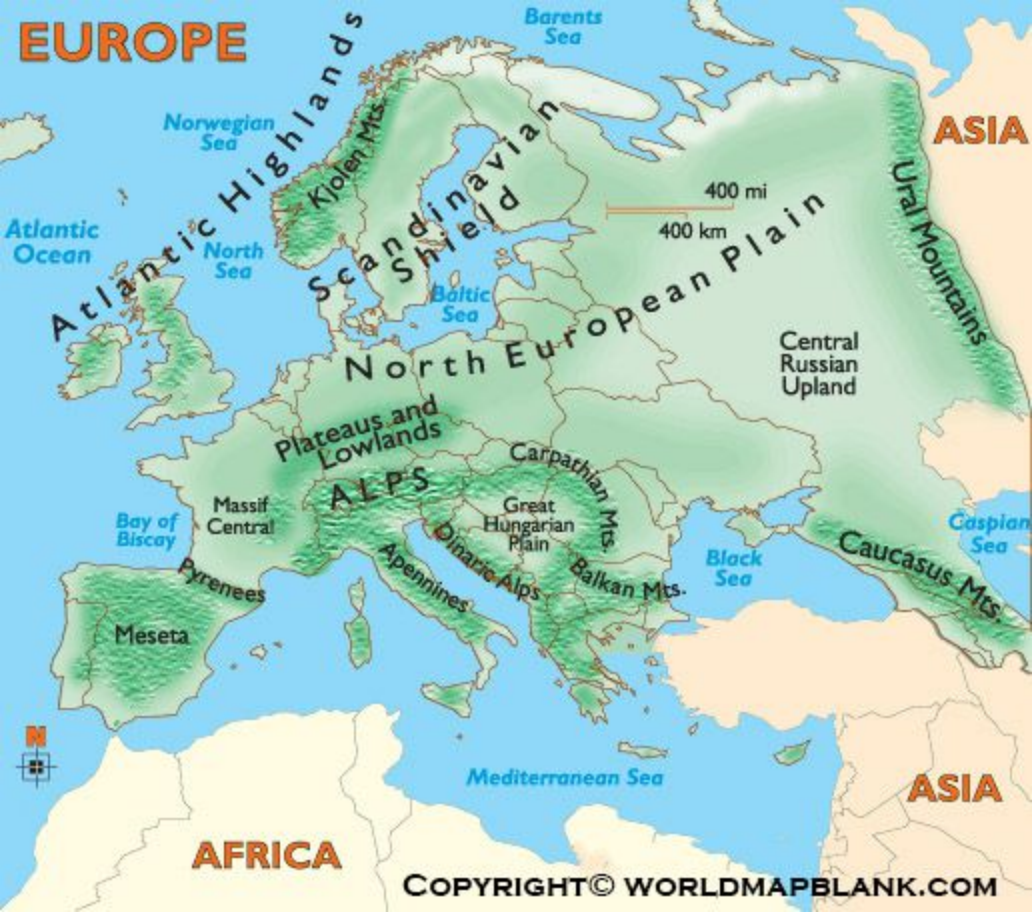 EUROPE
Barents
Sea
Atlantic Highlands
Norwegian
Sea
ASIA
Kjolen Mts.
Scandinavian
Shield
Ural Mountains
400 mi
400 km
Atlantic
Ocean
North
Sea
Baltic
Sea
North European Plain
Central
Russian
Upland
Plateaus and
Lowlands
ALPS
Carpathian Mts.
Massif
Central
Great
Hungarian
Plain
Bay of
Biscay
Black
Sea
Caspian
Sea
Caucasus Mts.
Dinaric Alps
Apennines
Balkan Mts.
Pyrenees
Meseta
N
Mediterranean Sea
ASIA
AFRICA
COPYRIGHT© WORLDMAPBLANK.COM